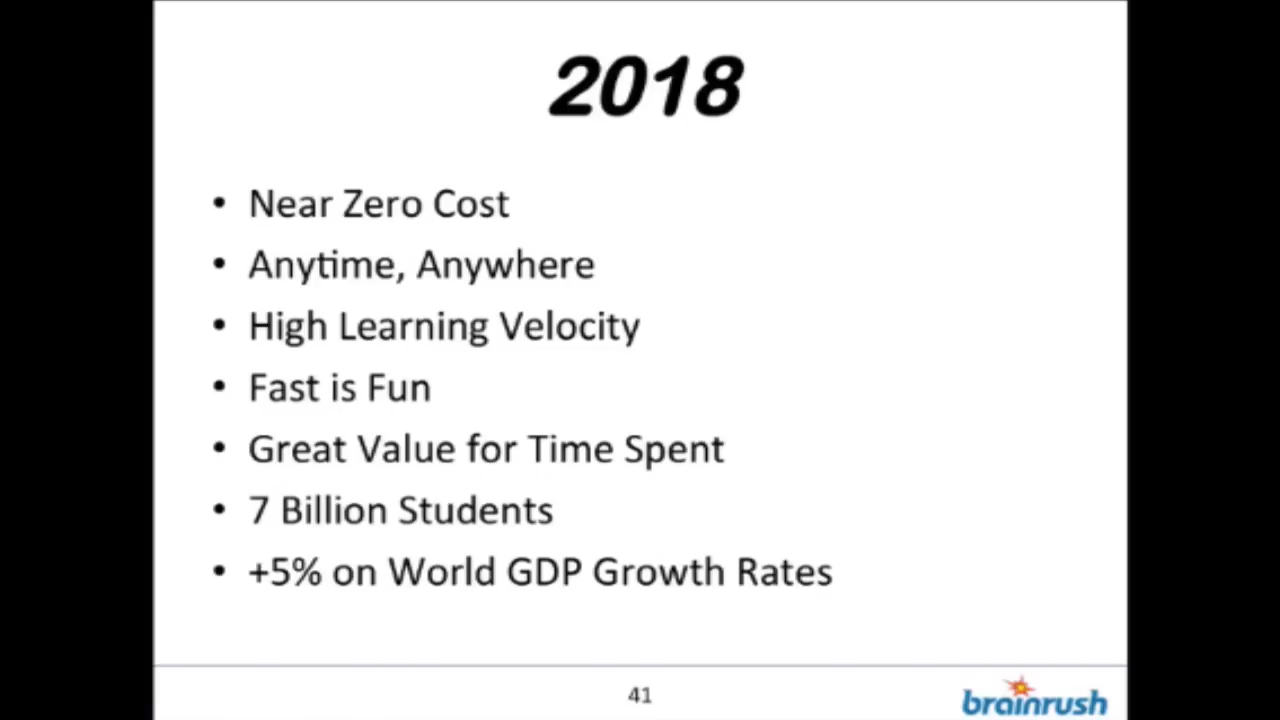 2018
• Near Zero Cost
• Anytime, Anywhere
• High Learning Velocity
• Fast is Fun
• Great Value for Time Spent
• 7 Billion Students
• +5% on World GDP Growth Rates
41
brainrush